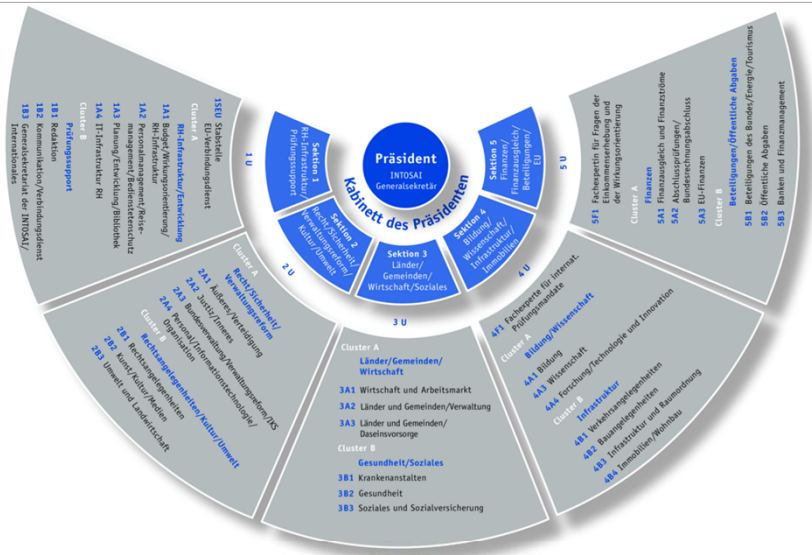 Präsident
INTOSAI
Generalsekretär
Kabinett des Präsidenten
Sektion 1
RH-Infrastruktur/
Prüfungssupport
Sektion 2
Recht/Sicherheit/
Verwaltungsreform/
Kultur/Umwelt
Sektion 3
Länder/
Gemeinden/
Wirtschaft/Soziales
Sektion 4
Bildung/
Wissenschaft/
Infrastruktur/
Immobilien
Sektion 5
Finanzen/
Finanzausgleich/
Beteiligungen/
EU
1 U
1SEU Stabstelle
EU-Verbindungsdienst
Cluster A
RH-Infrastruktur/Entwicklung
1A1 Budget/Wirkungsorientierung/
RH-Infrastruktur
1A2 Personalmanagement/Reise-
management/Bedienstetenschutz
1A3 Planung/Entwicklung/Bibliothek
1A4 IT-Infrastruktur RH
Cluster B
Prüfungssupport
1B1 Redaktion
1B2 Kommunikation/Verbindungsdienst
1B3 Generalsekretariat der INTOSAI/
Internationales
2 U
Cluster A
Recht/Sicherheit/
Verwaltungsreform
2A1 Äußeres/Verteidigung
2A2 Justiz/Inneres
2A3 Bundesverwaltung/Verwaltungsreform/IKS
2A4 Personal/Informationstechnologie/
Organisation
Cluster B
Rechtsangelegenheiten/Kultur/Umwelt
2B1 Rechtsangelegenheiten
2B2 Kunst/Kultur/Medien
2B3 Umwelt und Landwirtschaft
3 U
Cluster A
Länder/Gemeinden/
Wirtschaft
3A1 Wirtschaft und Arbeitsmarkt
3A2 Länder und Gemeinden/Verwaltung
3A3 Länder und Gemeinden/
Daseinsvorsorge
Cluster B
Gesundheit/Soziales
3B1 Krankenanstalten
3B2 Gesundheit
3B3 Soziales und Sozialversicherung
4 U
4F1 Fachexperte für internat.
Prüfungsmandate
Cluster A
Bildung/Wissenschaft
4A1 Bildung
4A3 Wissenschaft
4A4 Forschung/Technologie und Innovation
Cluster B
Infrastruktur
4B1 Verkehrsangelegenheiten
4B2 Bauangelegenheiten
4B3 Infrastruktur und Raumordnung
4B4 Immobilien/Wohnbau
5 U
5F1 Fachexpertin für Fragen der
Einkommenserhebung und
der Wirkungsorientierung
Cluster A
Finanzen
5A1 Finanzausgleich und Finanzströme
5A2 Abschlussprüfungen/
Bundesrechnungsabschluss
5A3 EU-Finanzen
Cluster B
Beteiligungen/Öffentliche Abgaben
5B1 Beteiligungen des Bundes/Energie/Tourismus
5B2 Öffentliche Abgaben
5B3 Banken und Finanzmanagement